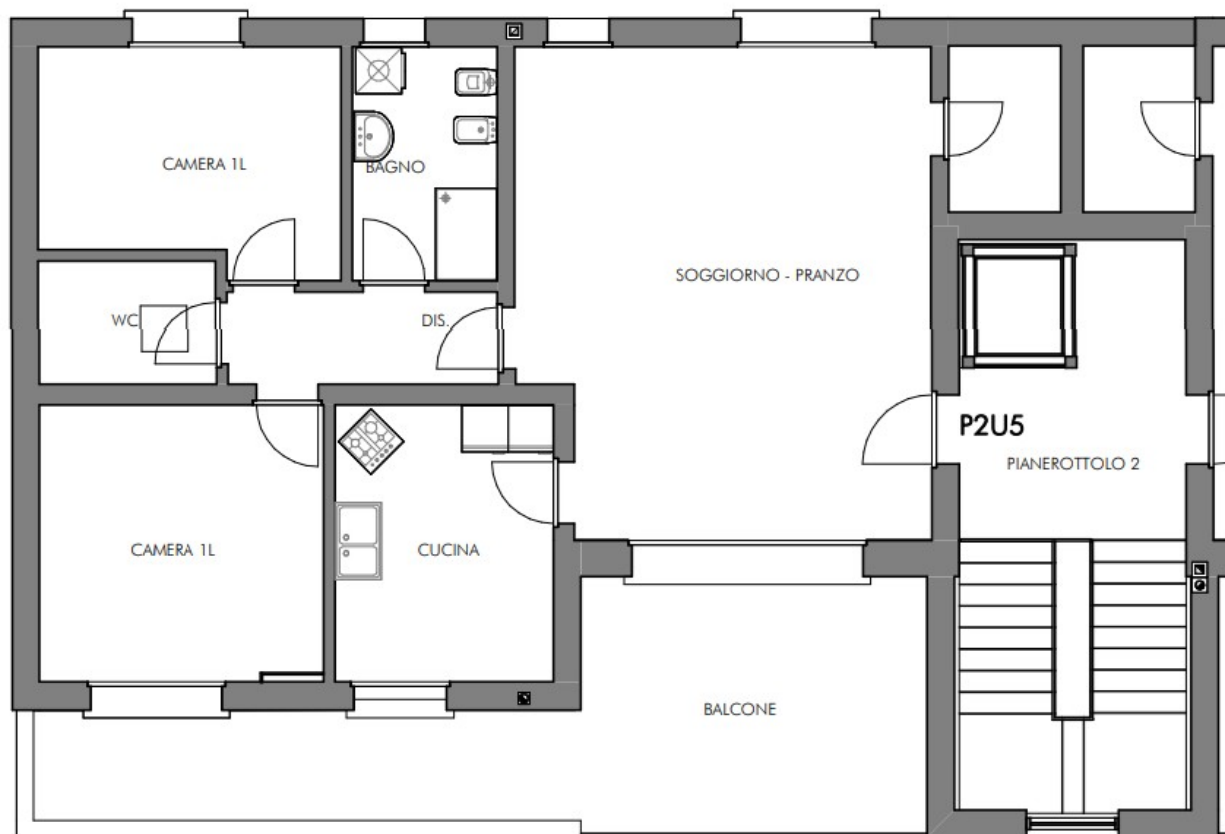 CAMERA 1L
BAGNO
SOGGIORNO - PRANZO
WC
DIS.
P2U5
PIANEROTTOLO 2
CAMERA 1L
CUCINA
BALCONE